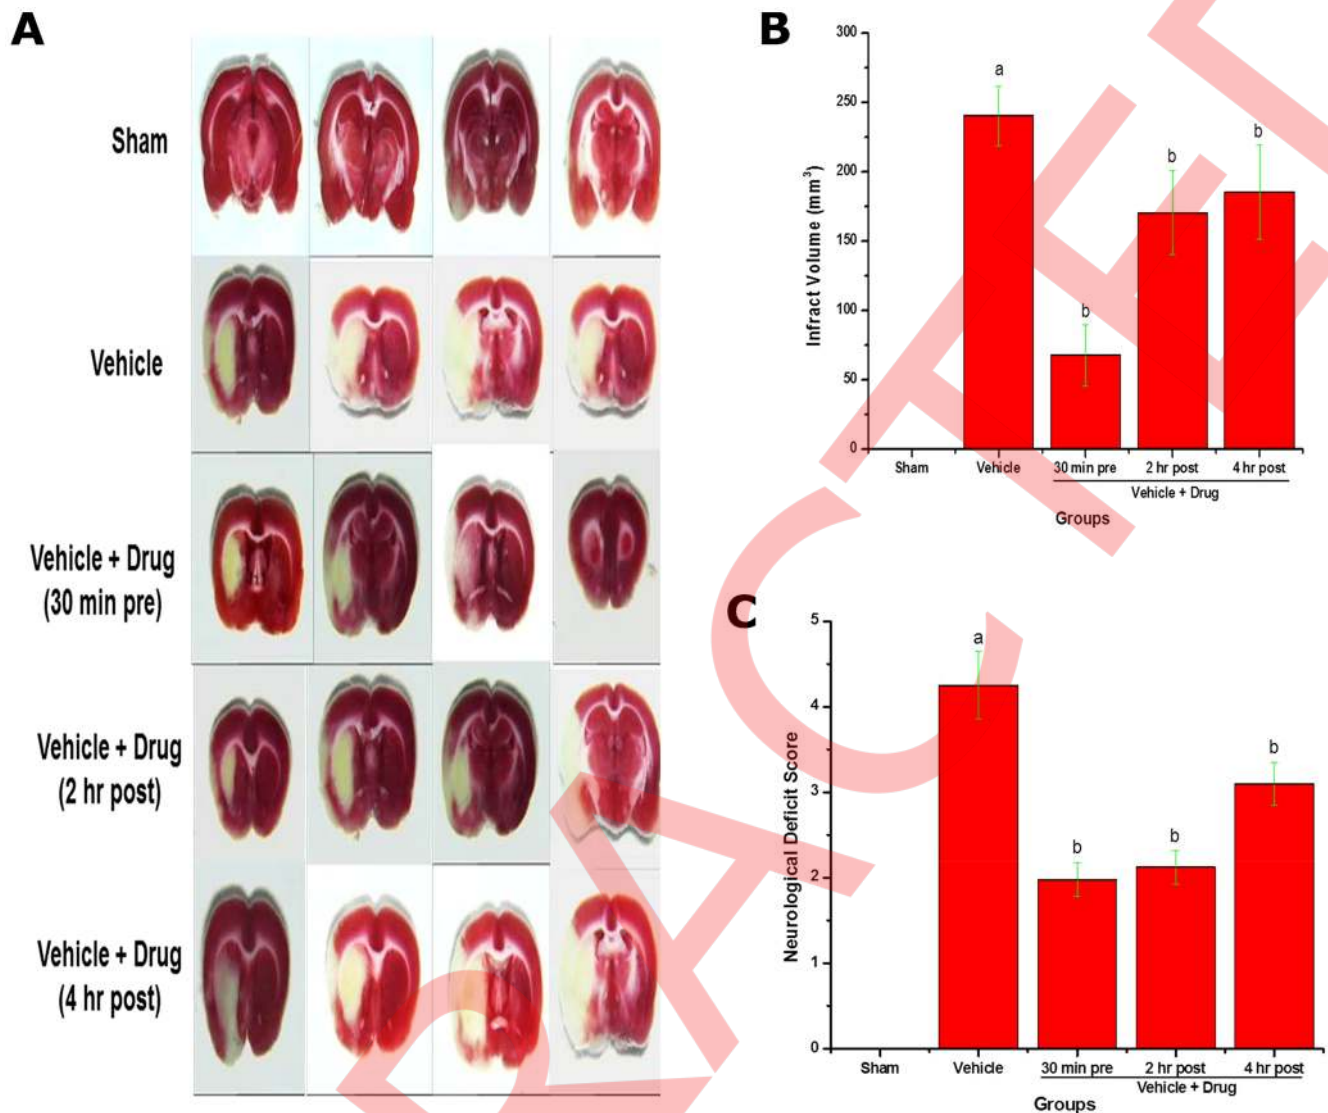 A
Sham
Vehicle
Vehicle + Drug
(30 min pre)
Vehicle + Drug
(2 hr post)
Vehicle + Drug
(4 hr post)
B
300
250
200
150
100
50
0
Infract Volume (mm³)
a
b
b
b
Sham Vehicle 30 min pre 2 hr post 4 hr post
Vehicle + Drug
Groups
C
5
4
3
2
1
0
Neurological Deficit Score
a
b
b
b
Sham Vehicle 30 min pre 2 hr post 4 hr post
Vehicle + Drug
Groups